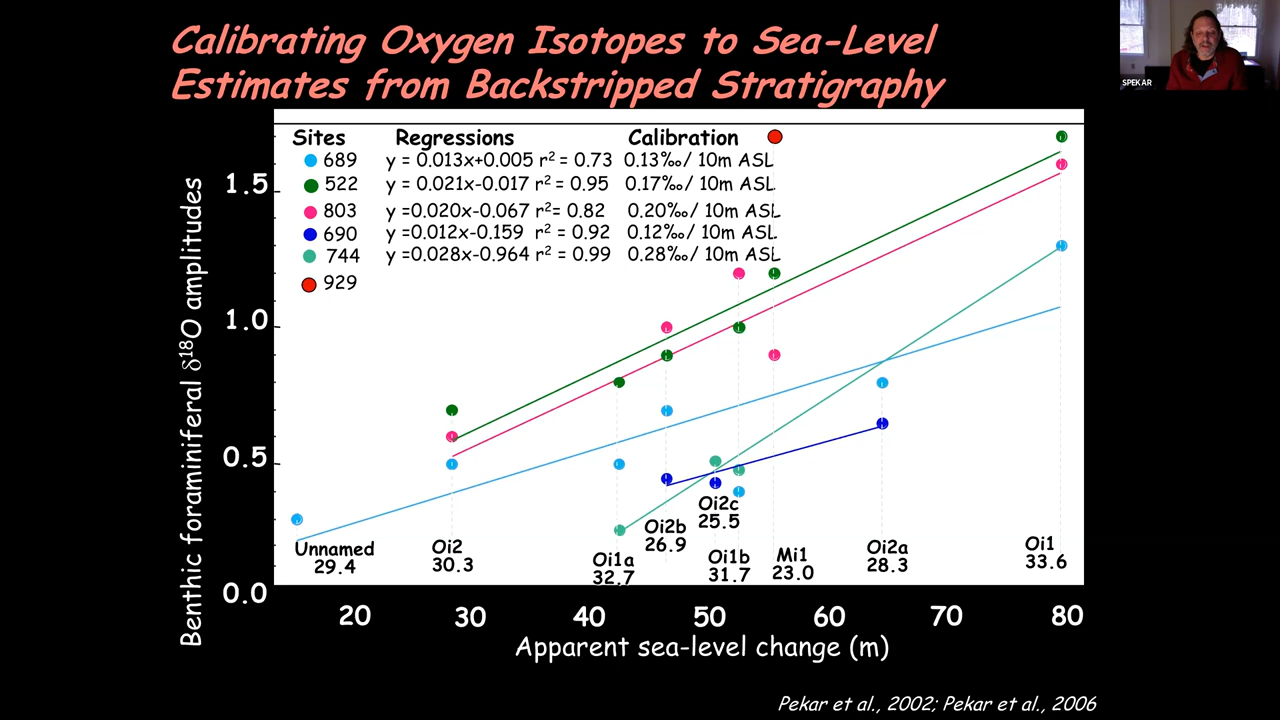 Calibrating Oxygen Isotopes to Sea-Level
Estimates from Backstripped Stratigraphy
SPEKAR
Sites Regressions Calibration
689 y = 0.013x+0.005 r² = 0.73 0.13‰/ 10m ASL
522 y = 0.021x-0.017 r² = 0.95 0.17‰/ 10m ASL
803 y =0.020x-0.067 r²= 0.82 0.20‰/ 10m ASL
690 y =0.012x-0.159 r² = 0.92 0.12‰/ 10m ASL
744 y =0.028x-0.964 r² = 0.99 0.28‰/ 10m ASL
929
Benthic foraminiferal δ¹⁸O amplitudes
1.5
1.0
0.5
0.0
Unnamed
29.4
Oi2
30.3
Oi1a
32.7
Oi2b
26.9
Oi2c
25.5
Oi1b
31.7
Mi1
23.0
Oi2a
28.3
Oi1
33.6
20 30 40 50 60 70 80
Apparent sea-level change (m)
Pekar et al., 2002; Pekar et al., 2006